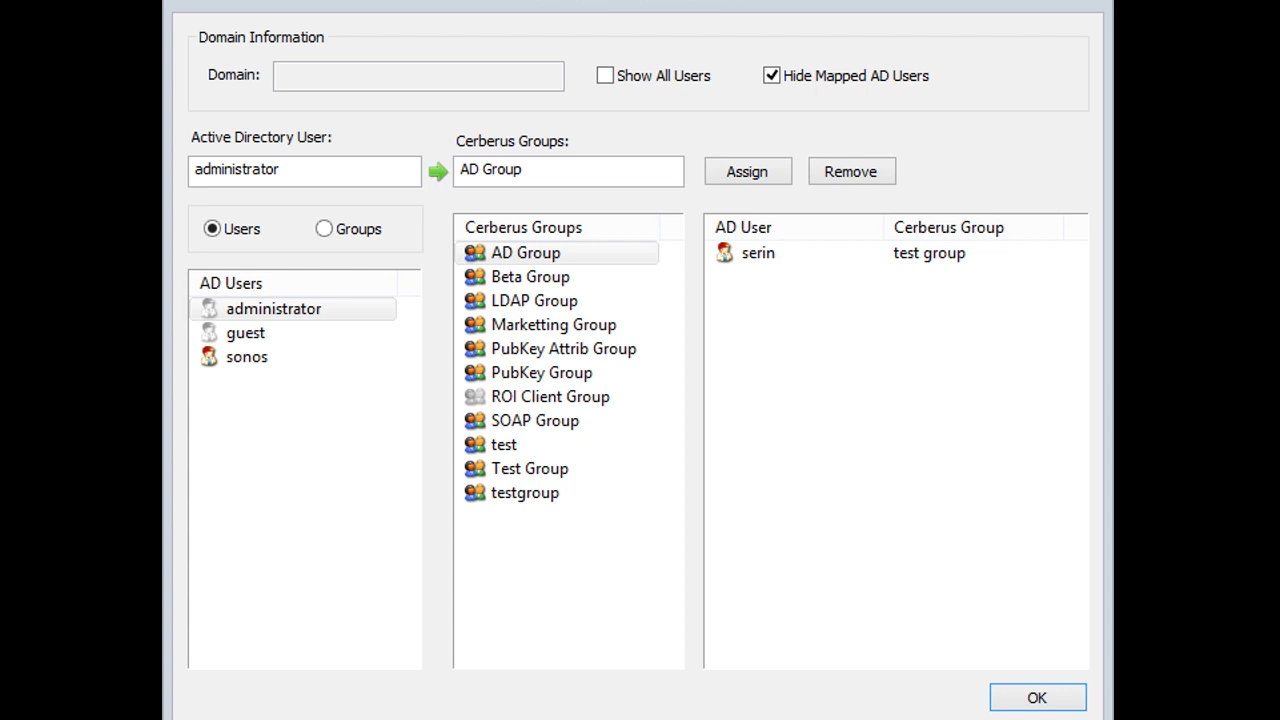 Domain Information
Domain:
Show All Users
Hide Mapped AD Users
Active Directory User:
Cerberus Groups:
administrator
AD Group
Assign
Remove
Users
Groups
AD Users
administrator
guest
sonos
Cerberus Groups
AD Group
Beta Group
LDAP Group
Marketting Group
PubKey Attrib Group
PubKey Group
ROI Client Group
SOAP Group
test
Test Group
testgroup
AD User Cerberus Group
serin test group
OK